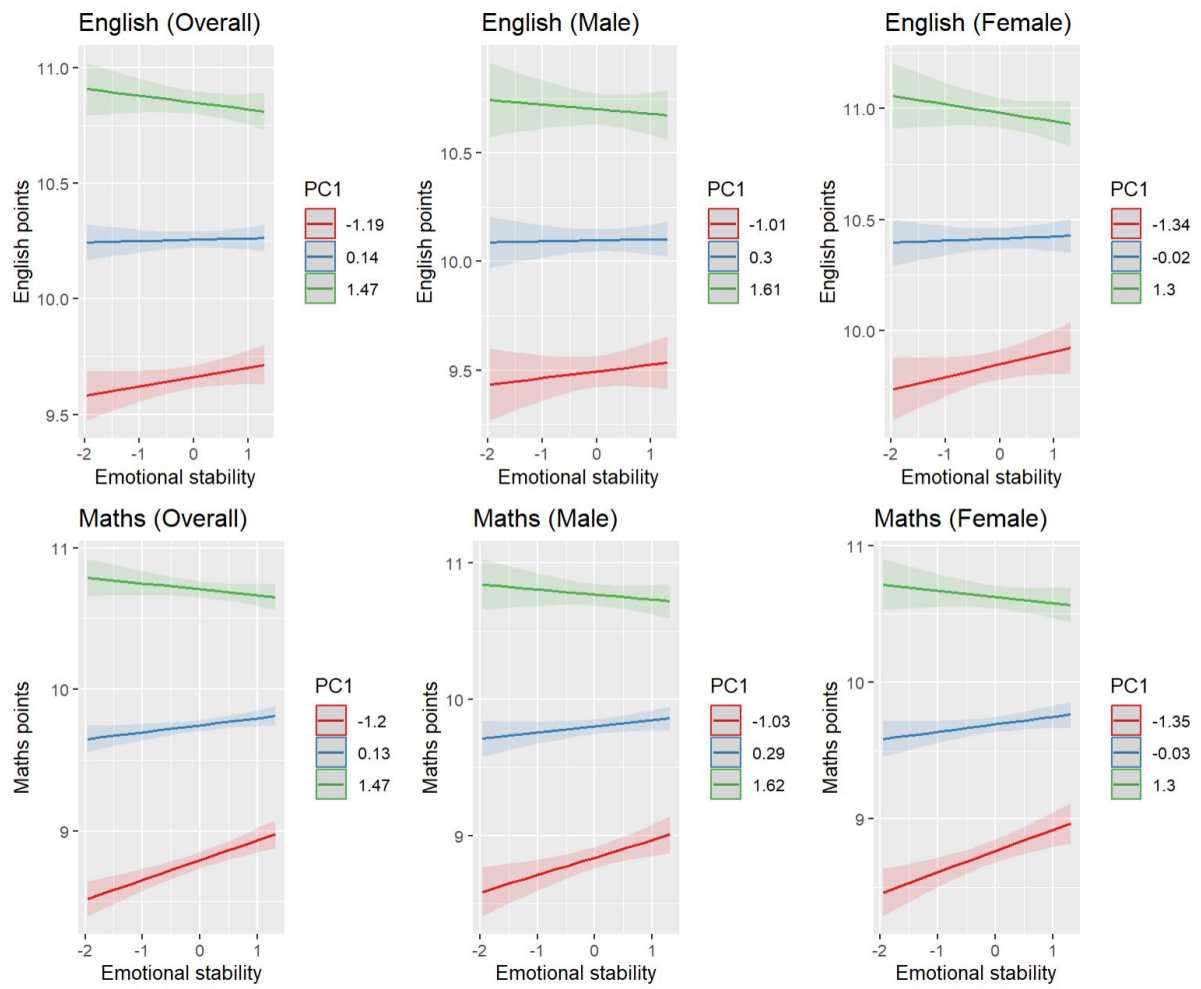 English (Overall)
11.0
10.5
10.0
9.5
English points
-2 -1 0 1
Emotional stability
PC1
-1.19
0.14
1.47
English (Male)
10.5
10.0
9.5
English points
-2 -1 0 1
Emotional stability
PC1
-1.01
0.3
1.61
English (Female)
11.0
10.5
10.0
English points
-2 -1 0 1
Emotional stability
PC1
-1.34
-0.02
1.3
Maths (Overall)
11
10
9
Maths points
-2 -1 0 1
Emotional stability
PC1
-1.2
0.13
1.47
Maths (Male)
11
10
9
Maths points
-2 -1 0 1
Emotional stability
PC1
-1.03
0.29
1.62
Maths (Female)
11
10
9
Maths points
-2 -1 0 1
Emotional stability
PC1
-1.35
-0.03
1.3